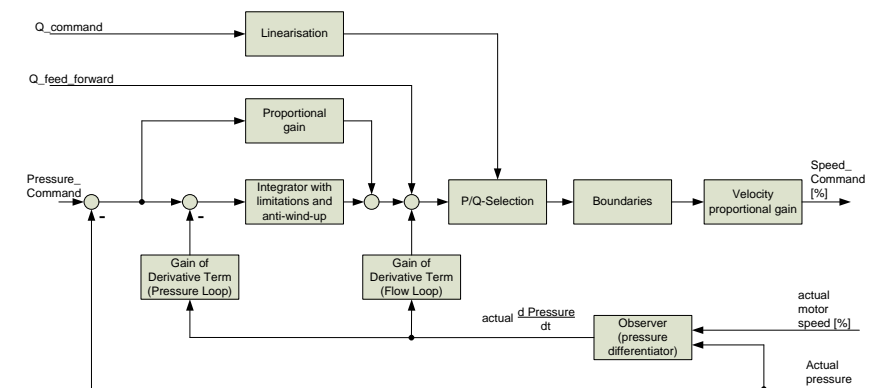 Q_command
Linearisation
Q_feed_forward
Proportional
gain
Pressure_
Command
-
-
Integrator with
limitations and
anti-wind-up
P/Q-Selection
Boundaries
Velocity
proportional gain
Speed_
Command
[%]
Gain of
Derivative Term
(Pressure Loop)
Gain of
Derivative Term
(Flow Loop)
actual d Pressure
dt
Observer
(pressure
differentiator)
actual
motor
speed [%]
Actual
pressure